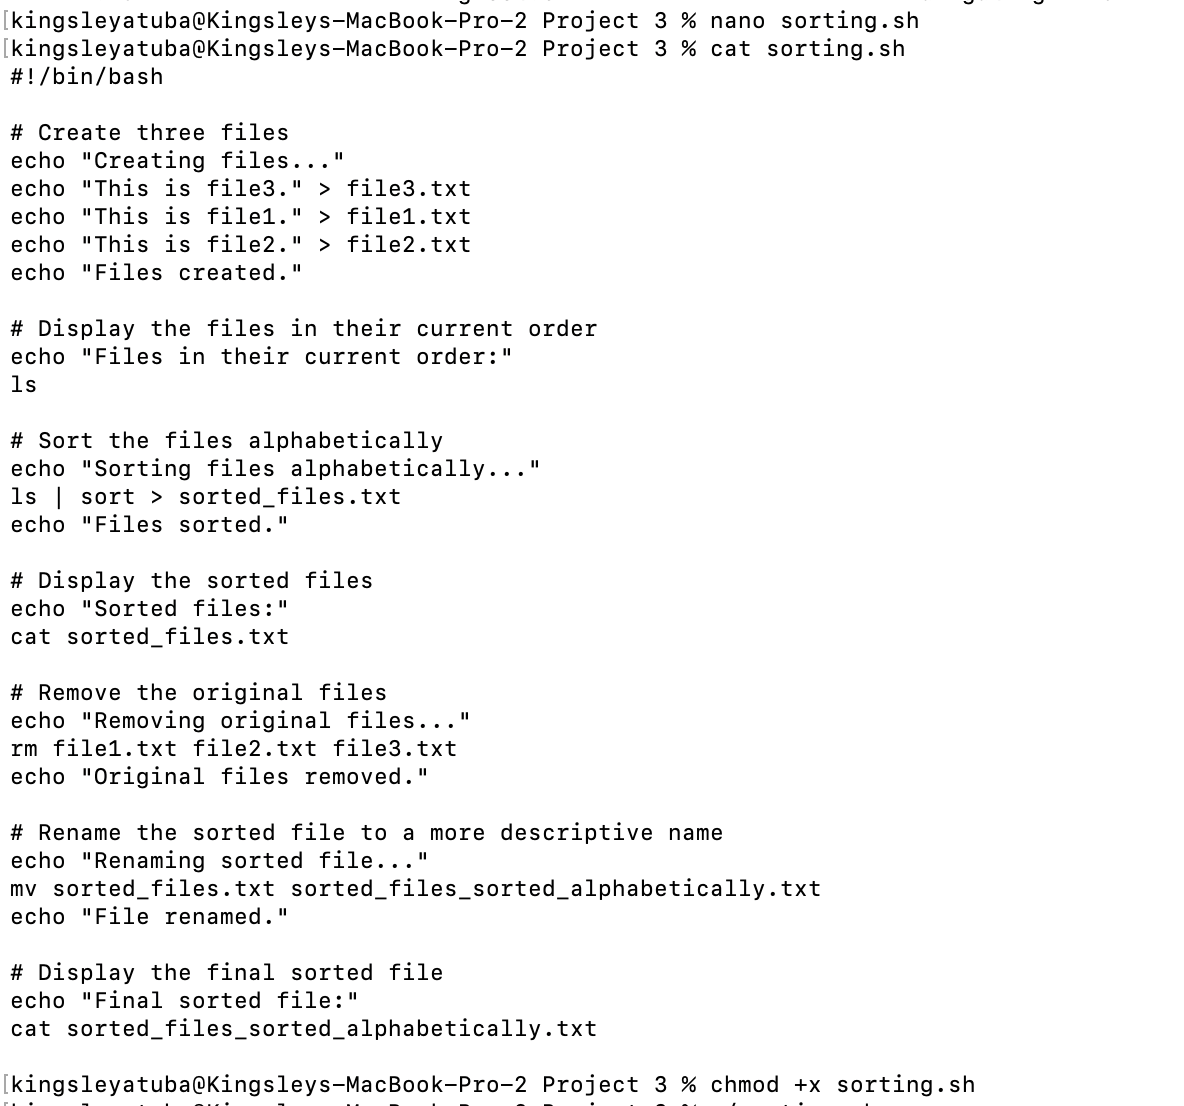 [kingsleyatuba@Kingsleys-MacBook-Pro-2 Project 3 % nano sorting.sh
[kingsleyatuba@Kingsleys-MacBook-Pro-2 Project 3 % cat sorting.sh
#!/bin/bash
# Create three files
echo "Creating files..."
echo "This is file3." > file3.txt
echo "This is file1." > file1.txt
echo "This is file2." > file2.txt
echo "Files created."
# Display the files in their current order
echo "Files in their current order:"
ls
# Sort the files alphabetically
echo "Sorting files alphabetically..."
ls | sort > sorted_files.txt
echo "Files sorted."
# Display the sorted files
echo "Sorted files:"
cat sorted_files.txt
# Remove the original files
echo "Removing original files..."
rm file1.txt file2.txt file3.txt
echo "Original files removed."
# Rename the sorted file to a more descriptive name
echo "Renaming sorted file..."
mv sorted_files.txt sorted_files_sorted_alphabetically.txt
echo "File renamed."
# Display the final sorted file
echo "Final sorted file:"
cat sorted_files_sorted_alphabetically.txt
[kingsleyatuba@Kingsleys-MacBook-Pro-2 Project 3 % chmod +x sorting.sh